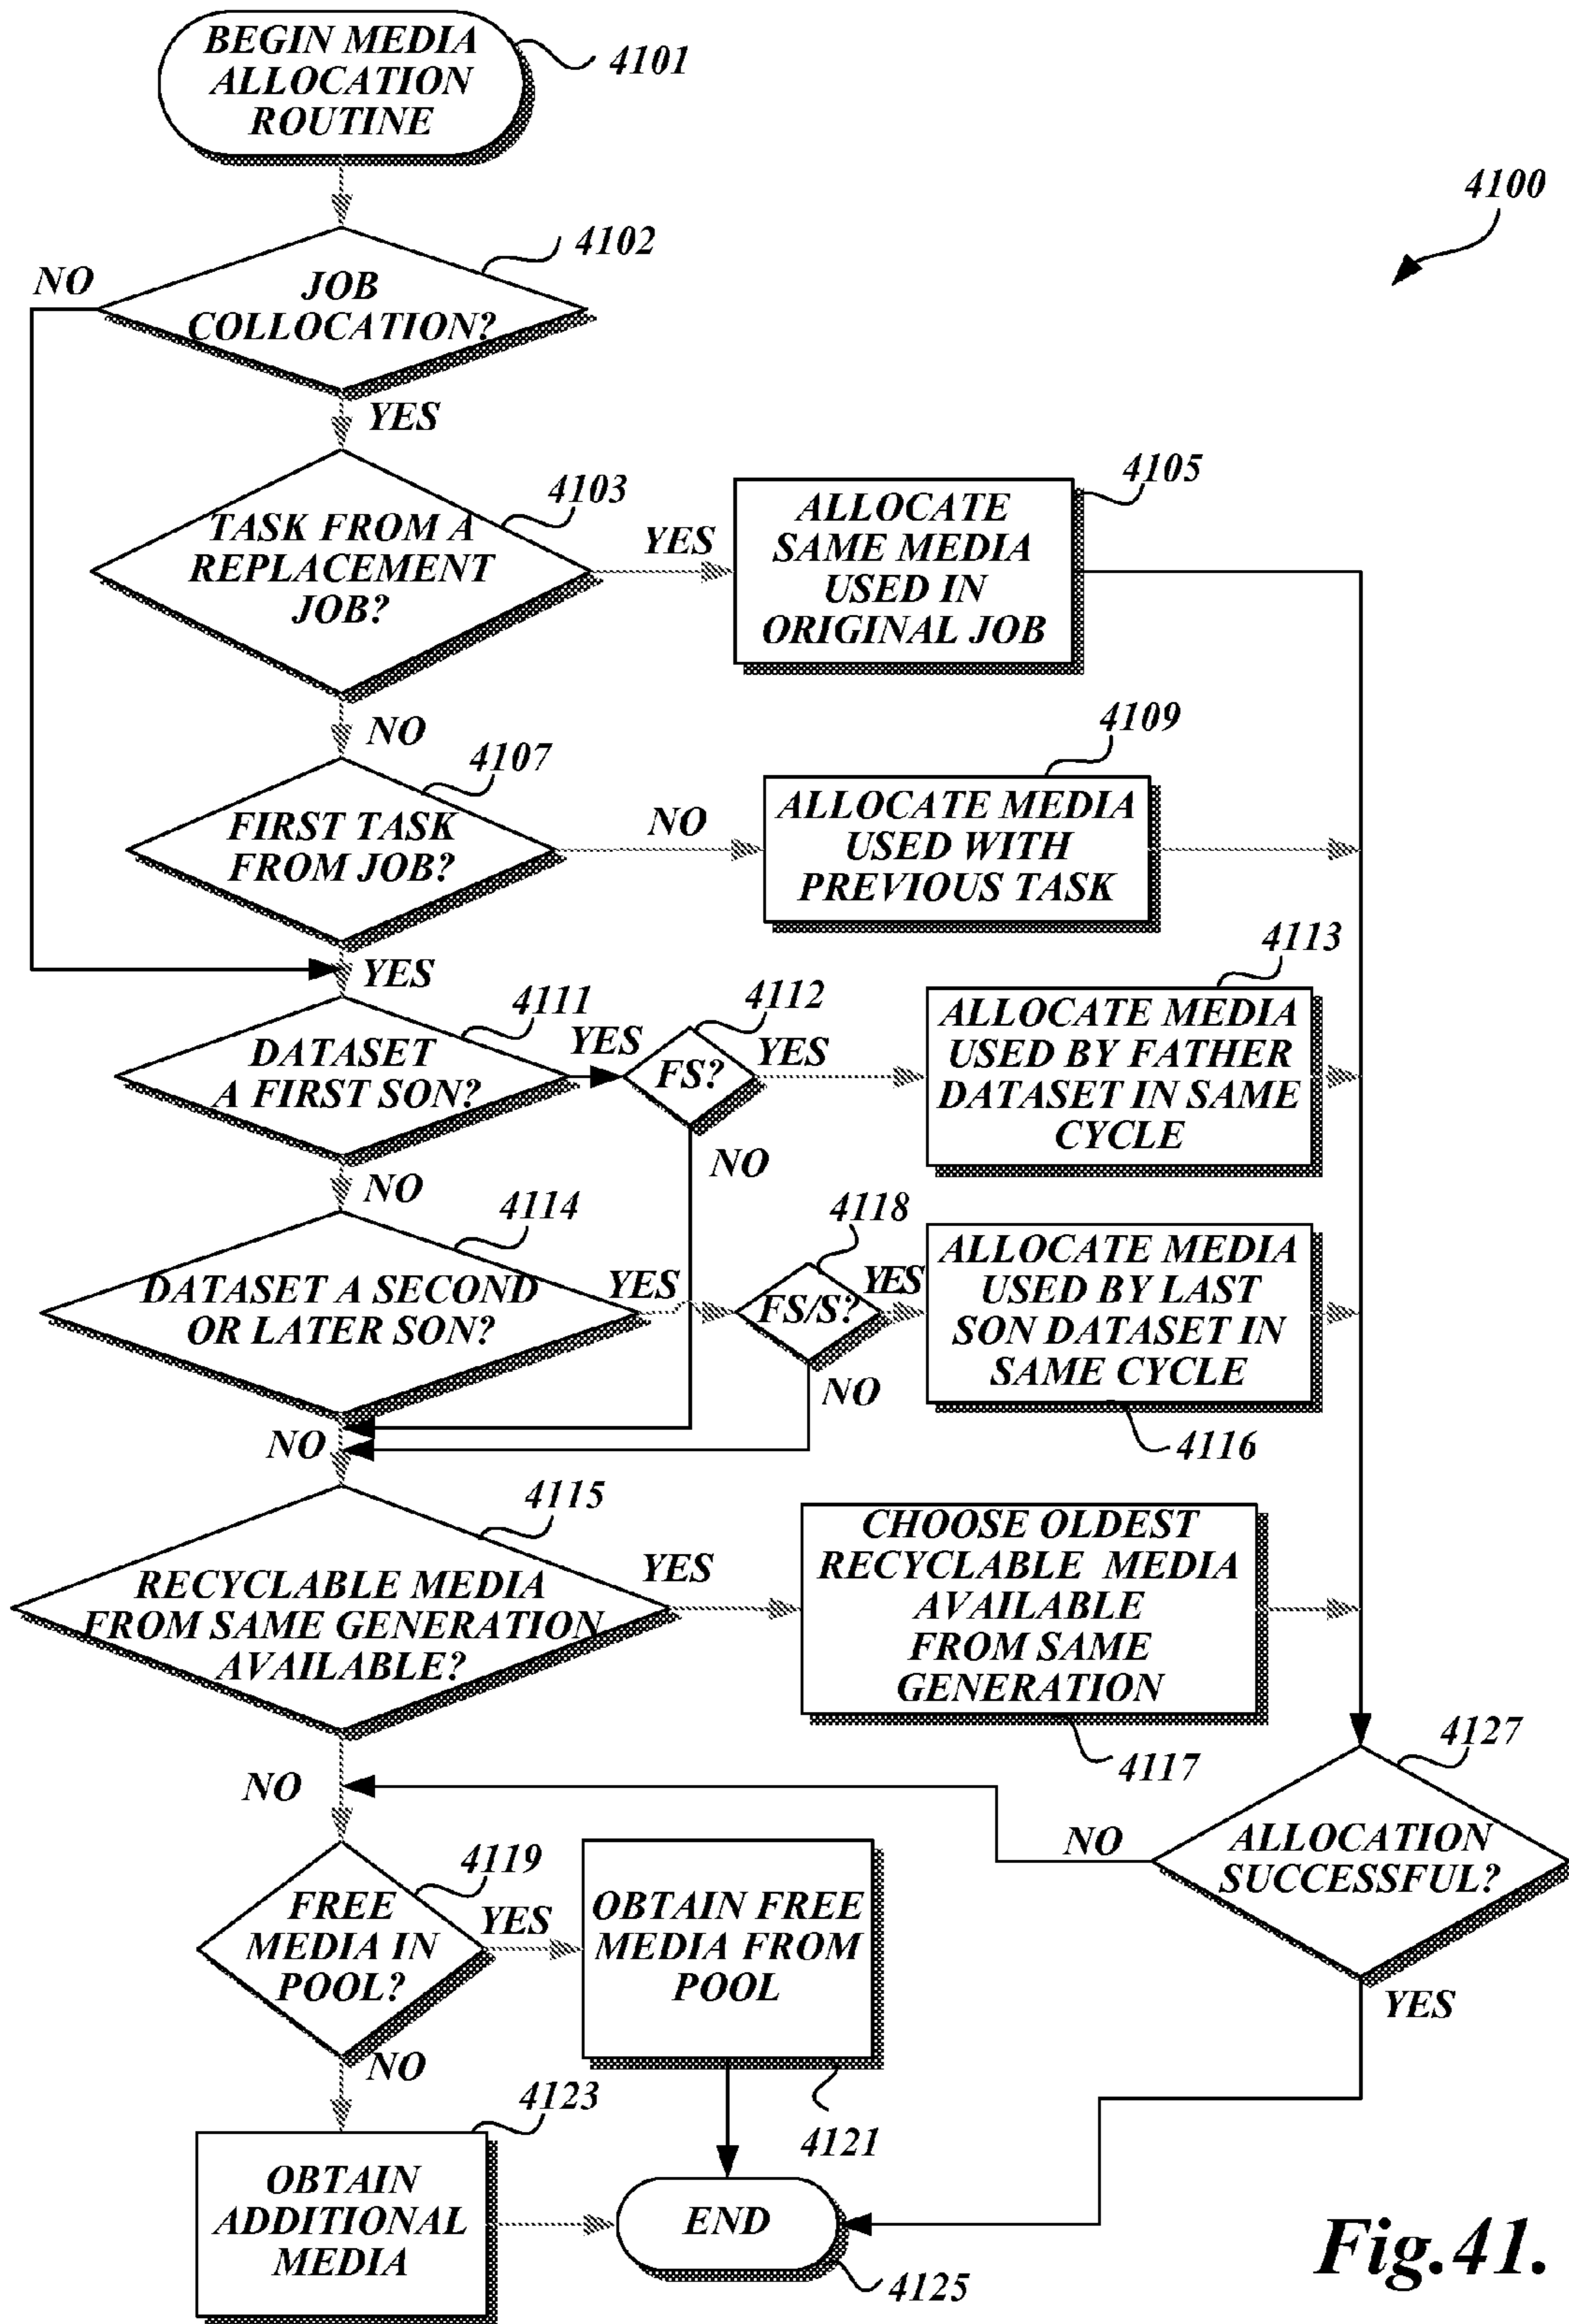 BEGIN MEDIA
ALLOCATION
ROUTINE
4101
4100
4102
NO
JOB
COLLOCATION?
YES
4103
TASK FROM A
REPLACEMENT
JOB?
YES
4105
ALLOCATE
SAME MEDIA
USED IN
ORIGINAL JOB
NO
4107
FIRST TASK
FROM JOB?
NO
4109
ALLOCATE MEDIA
USED WITH
PREVIOUS TASK
YES
4111
DATASET
A FIRST SON?
YES
4112
FS?
YES
4113
ALLOCATE MEDIA
USED BY FATHER
DATASET IN SAME
CYCLE
NO
NO
4114
DATASET A SECOND
OR LATER SON?
YES
4118
FS/S?
YES
ALLOCATE MEDIA
USED BY LAST
SON DATASET IN
SAME CYCLE
4116
NO
NO
4115
RECYCLABLE MEDIA
FROM SAME GENERATION
AVAILABLE?
YES
CHOOSE OLDEST
RECYCLABLE MEDIA
AVAILABLE
FROM SAME
GENERATION
4117
4127
NO
ALLOCATION
SUCCESSFUL?
NO
YES
4119
FREE
MEDIA IN
POOL?
YES
OBTAIN FREE
MEDIA FROM
POOL
4121
NO
4123
OBTAIN
ADDITIONAL
MEDIA
END
4125
Fig.41.